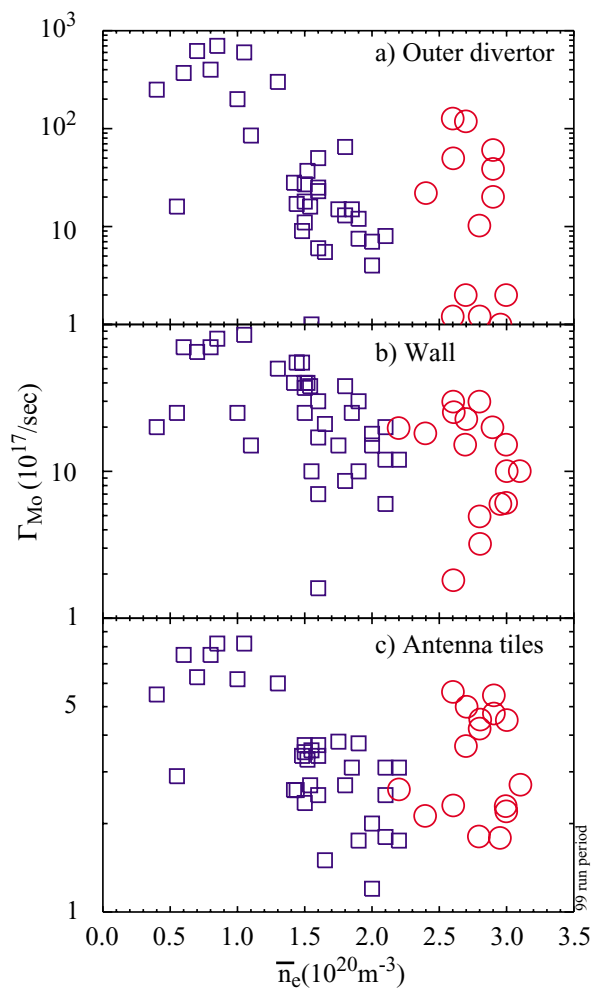 10³
a) Outer divertor
10²
10
1
b) Wall
Γ_Mo (10¹⁷/sec)
10
1
c) Antenna tiles
5
1
99 run period
0.0 0.5 1.0 1.5 2.0 2.5 3.0 3.5
n̅_e(10²⁰m⁻³)